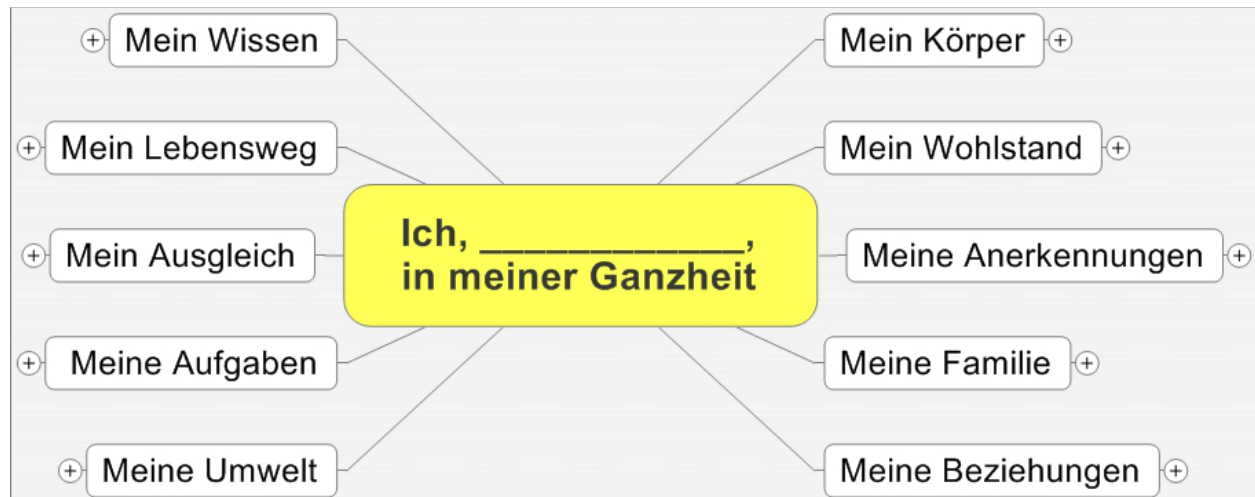 Mein Wissen
Mein Lebensweg
Mein Ausgleich
Meine Aufgaben
Meine Umwelt
Ich, ____________,
in meiner Ganzheit
Mein Körper
Mein Wohlstand
Meine Anerkennungen
Meine Familie
Meine Beziehungen